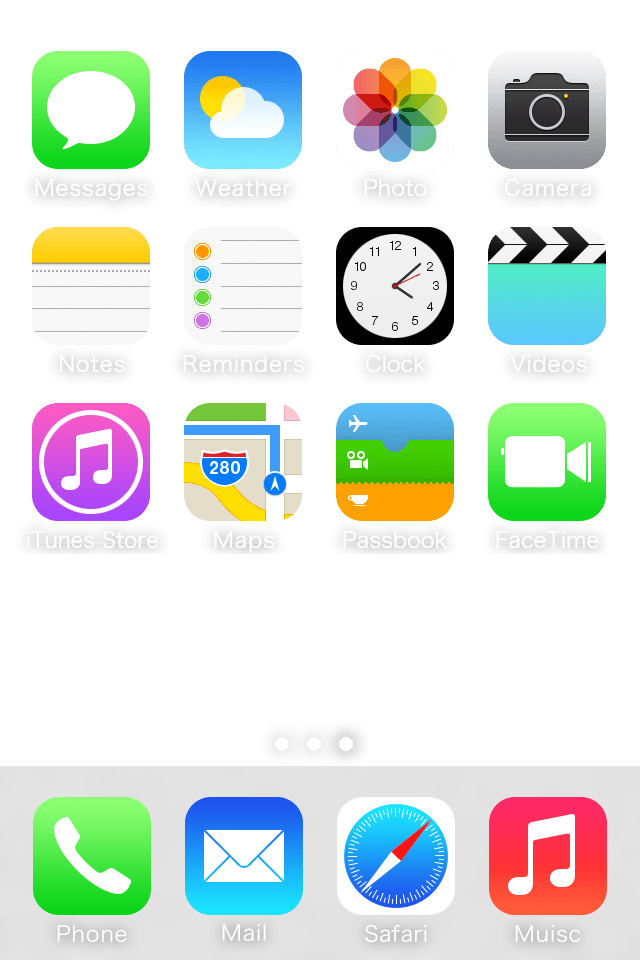 Messages Weather Photo Camera
12
11 1
10 2
9 3
8 4
7 5
6
Notes Reminders Clock Videos
280
iTunes Store Maps Passbook FaceTime
Phone Mail Safari Muisc